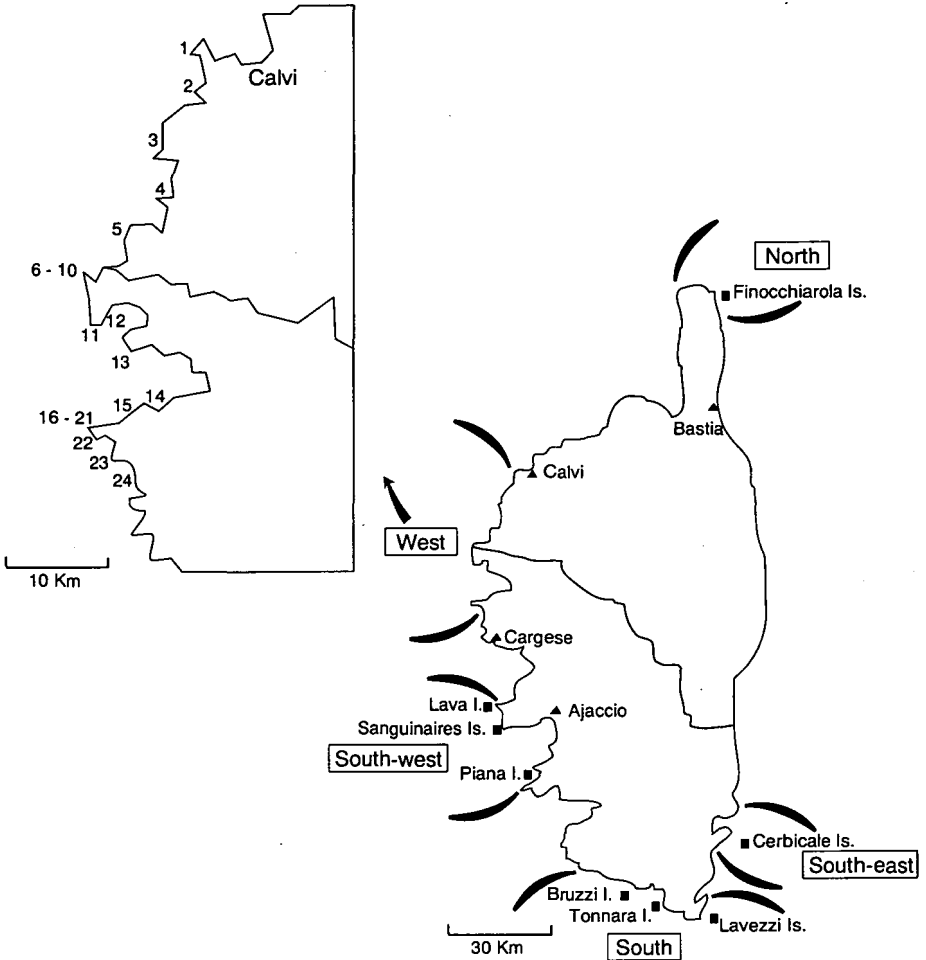 1
Calvi
2
3
4
5
6 - 10
12
11
13
14
15
16 - 21
22
23
24
10 Km
North
Finocchiarola Is.
Bastia
Calvi
West
Cargese
Lava I.
Ajaccio
Sanguinaires Is.
South-west
Piana I.
Cerbicale Is.
South-east
Bruzzi I.
Tonnara I.
Lavezzi Is.
South
30 Km